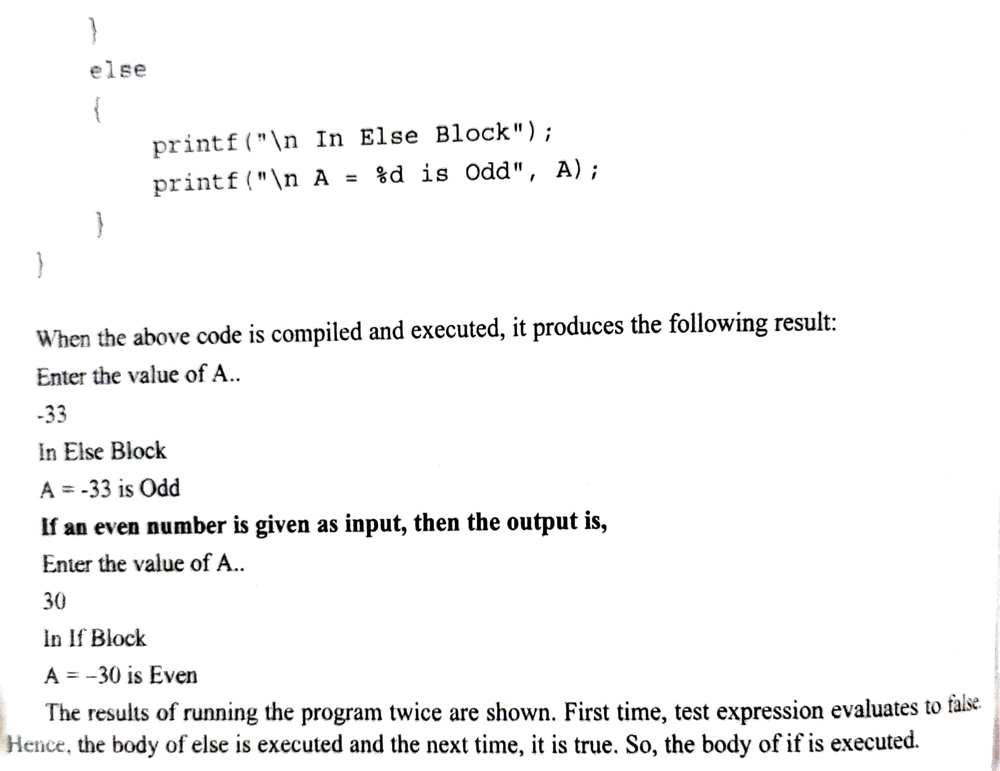 }
else
{
printf("\n In Else Block");
printf("\n A = %d is Odd", A);
}
}
When the above code is compiled and executed, it produces the following result:
Enter the value of A..
-33
In Else Block
A = -33 is Odd
If an even number is given as input, then the output is,
Enter the value of A..
30
In If Block
A = –30 is Even
The results of running the program twice are shown. First time, test expression evaluates to false.
Hence, the body of else is executed and the next time, it is true. So, the body of if is executed.